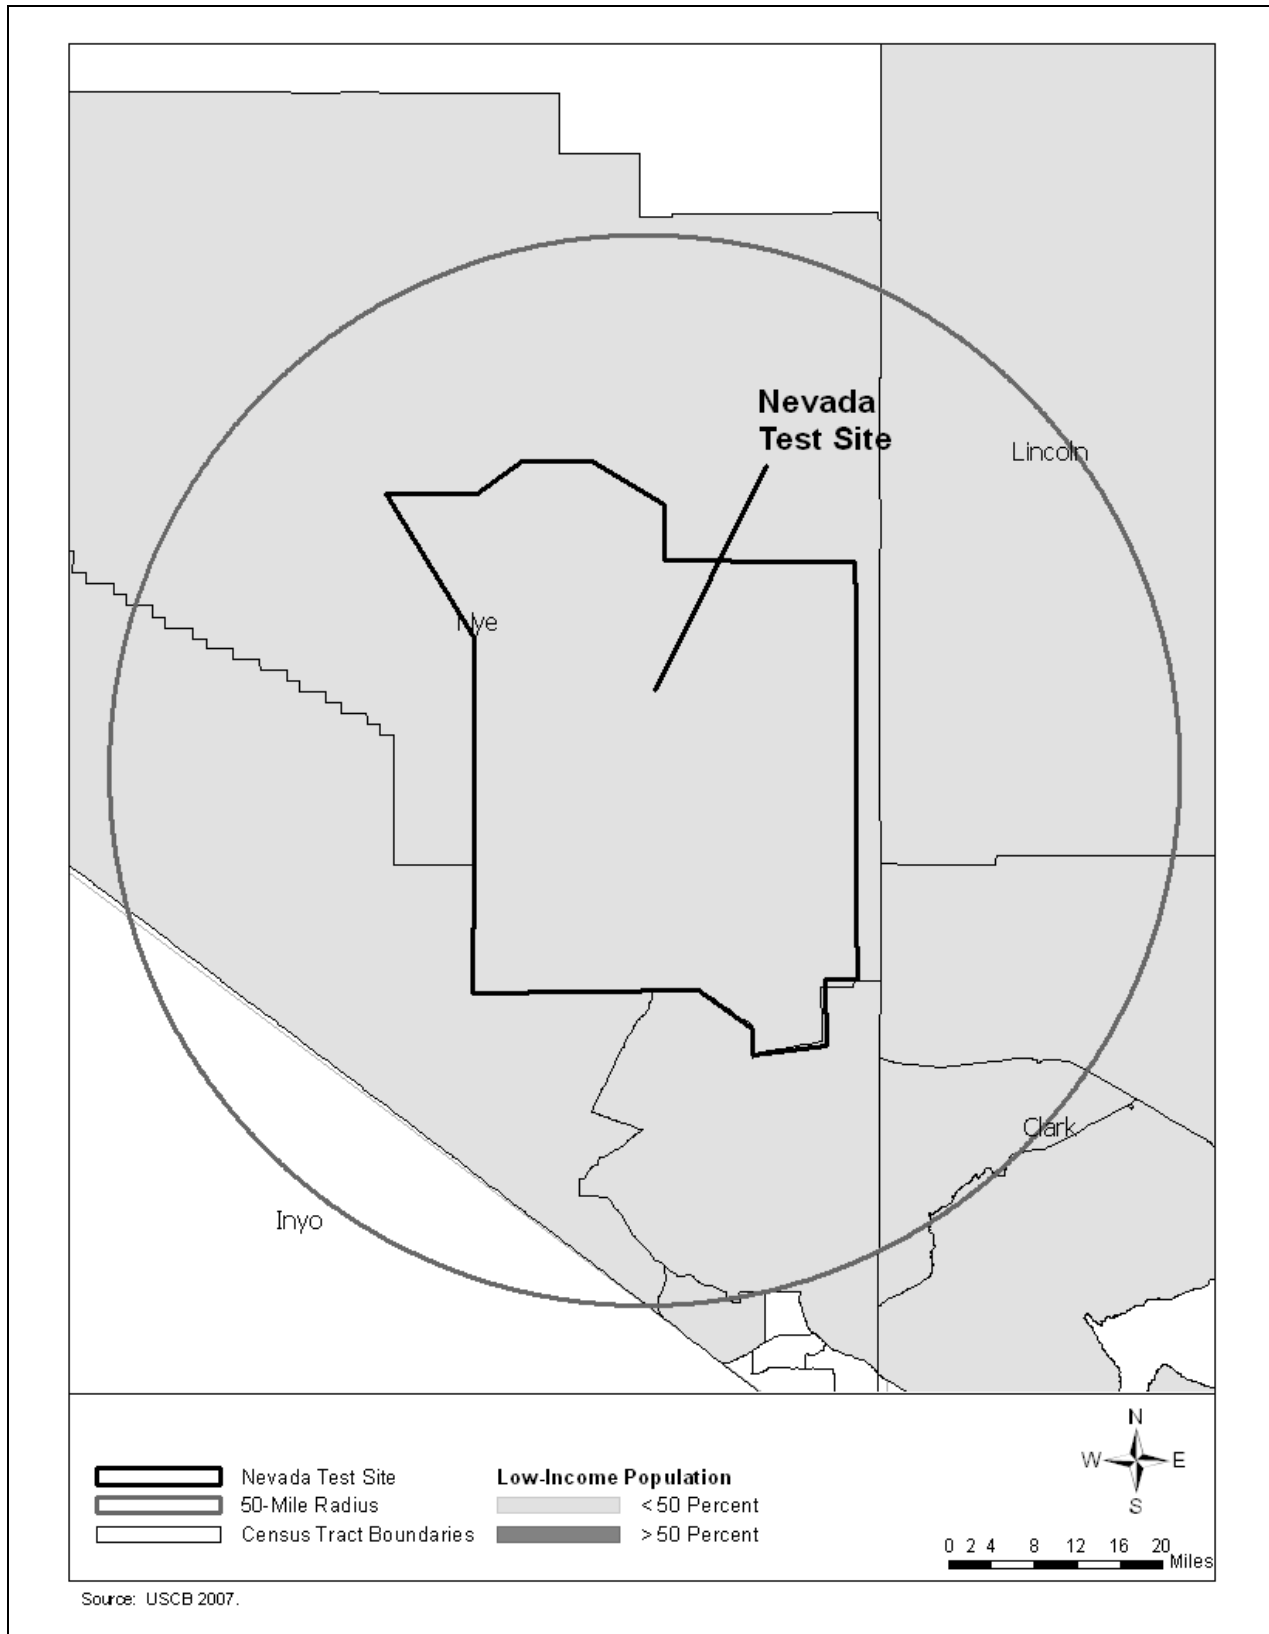 Nevada
Test Site
Lincoln
Nye
Clark
Inyo
N
W E
S
Nevada Test Site
50-Mile Radius
Census Tract Boundaries
Low-Income Population
< 50 Percent
> 50 Percent
0 2 4 8 12 16 20
Miles
Source: USCB 2007.